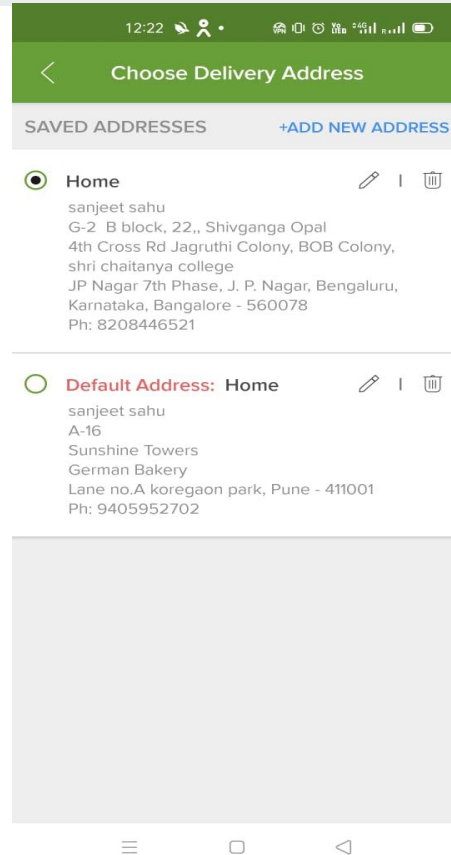 12:22
Choose Delivery Address
SAVED ADDRESSES +ADD NEW ADDRESS
Home
sanjeet sahu
G-2 B block, 22,, Shivganga Opal
4th Cross Rd Jagruthi Colony, BOB Colony,
shri chaitanya college
JP Nagar 7th Phase, J. P. Nagar, Bengaluru,
Karnataka, Bangalore - 560078
Ph: 8208446521
Default Address: Home
sanjeet sahu
A-16
Sunshine Towers
German Bakery
Lane no.A koregaon park, Pune - 411001
Ph: 9405952702